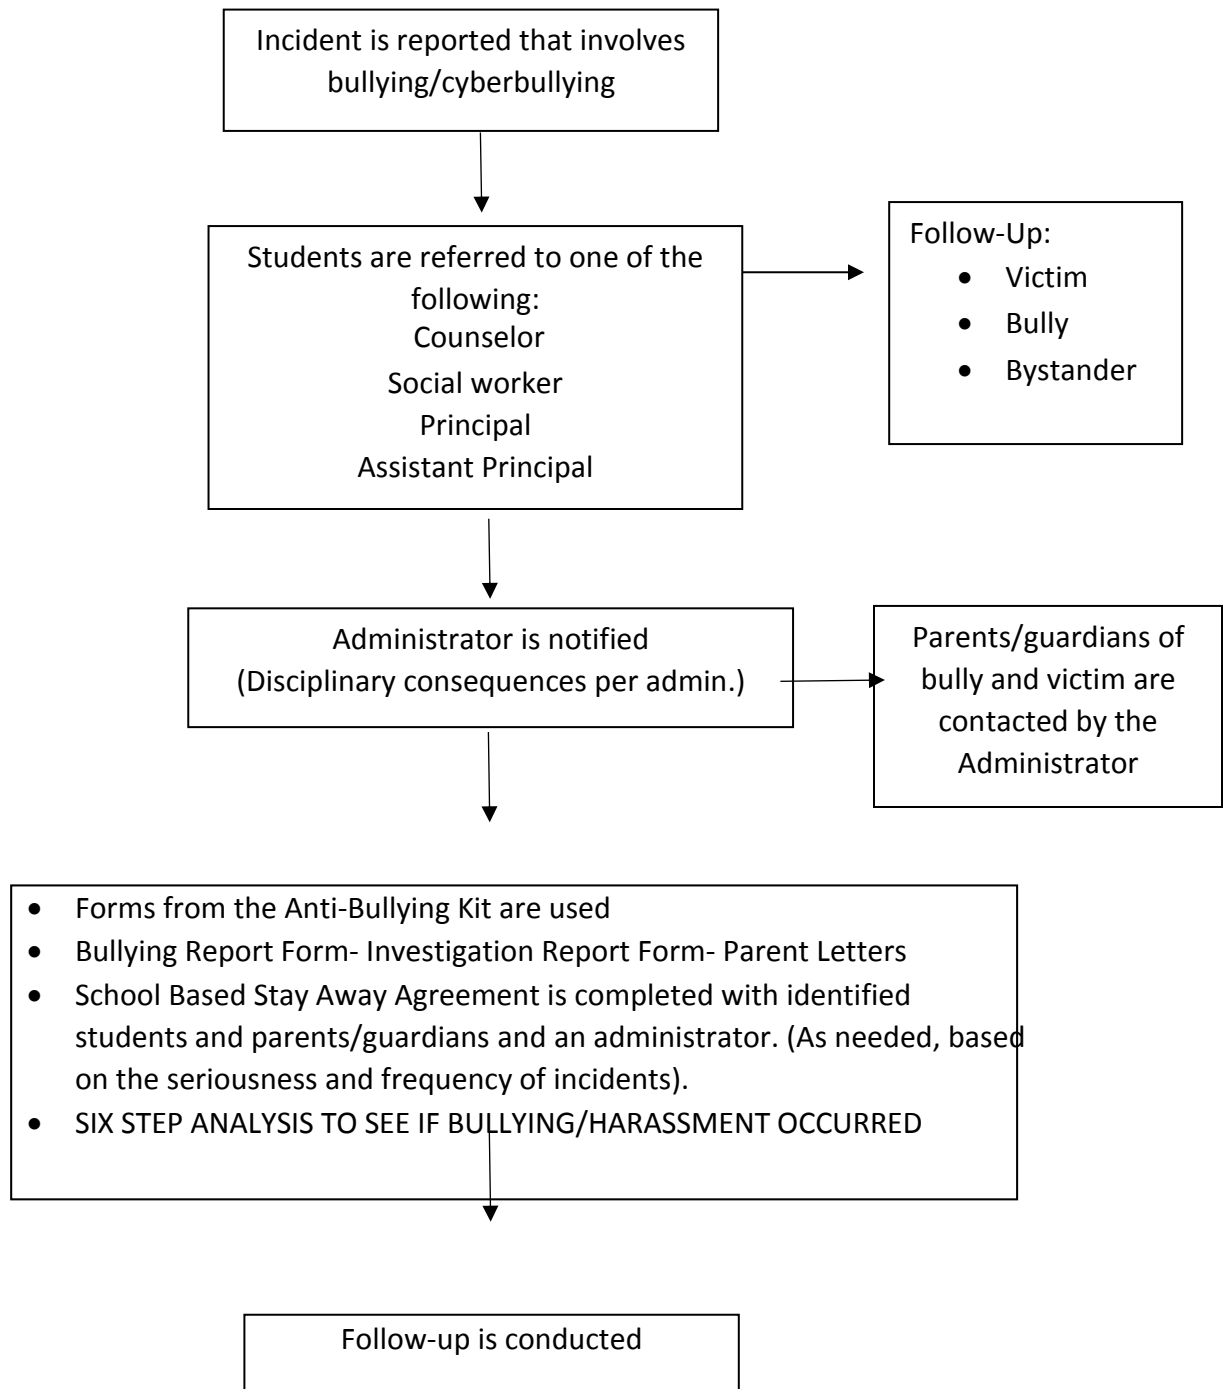 Incident is reported that involves
bullying/cyberbullying
Students are referred to one of the
following:
Counselor
Social worker
Principal
Assistant Principal
Follow-Up:
• Victim
• Bully
• Bystander
Administrator is notified
(Disciplinary consequences per admin.)
Parents/guardians of
bully and victim are
contacted by the
Administrator
• Forms from the Anti-Bullying Kit are used
• Bullying Report Form- Investigation Report Form- Parent Letters
• School Based Stay Away Agreement is completed with identified
students and parents/guardians and an administrator. (As needed, based
on the seriousness and frequency of incidents).
• SIX STEP ANALYSIS TO SEE IF BULLYING/HARASSMENT OCCURRED
Follow-up is conducted